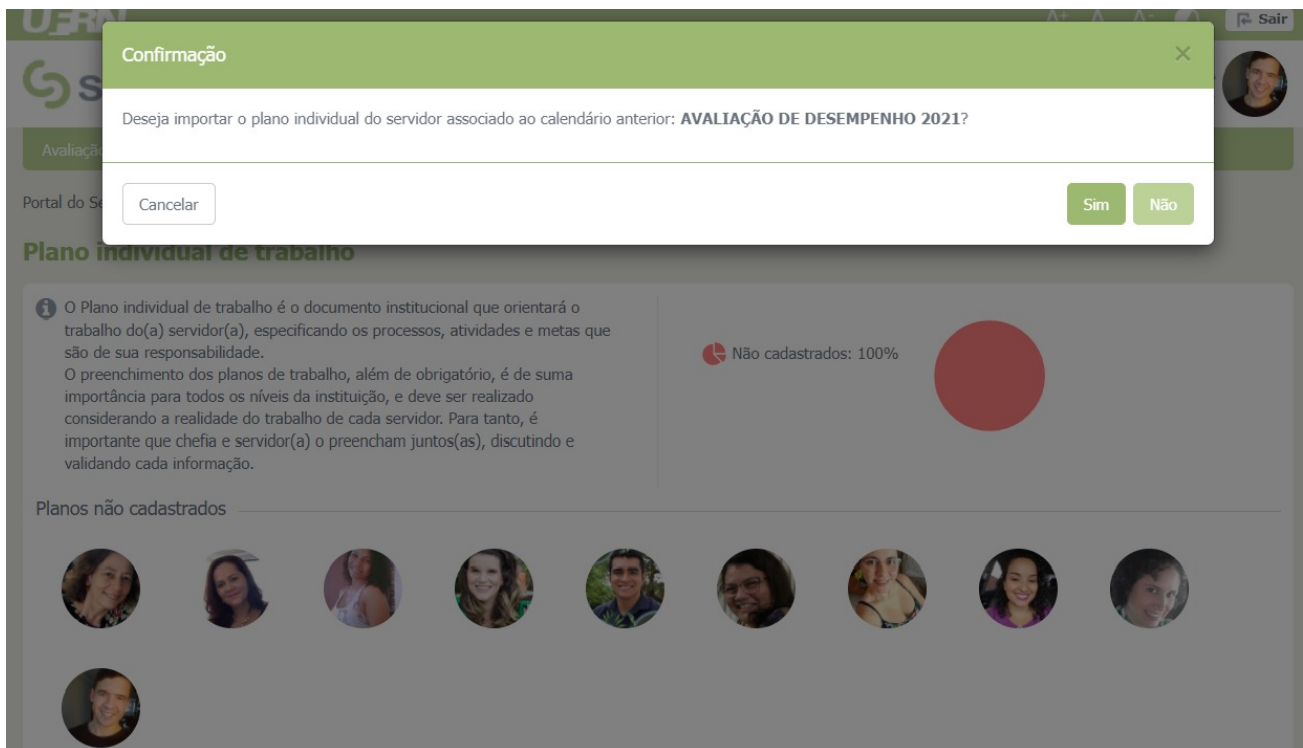 UFRN
A+ A A-
Sair
Confirmação
×
S
Deseja importar o plano individual do servidor associado ao calendário anterior: AVALIAÇÃO DE DESEMPENHO 2021?
Avaliação
Portal do Se
Cancelar
Sim
Não
Plano individual de trabalho
O Plano individual de trabalho é o documento institucional que orientará o
trabalho do(a) servidor(a), especificando os processos, atividades e metas que
são de sua responsabilidade.
O preenchimento dos planos de trabalho, além de obrigatório, é de suma
importância para todos os níveis da instituição, e deve ser realizado
considerando a realidade do trabalho de cada servidor. Para tanto, é
importante que chefia e servidor(a) o preencham juntos(as), discutindo e
validando cada informação.
Não cadastrados: 100%
Planos não cadastrados